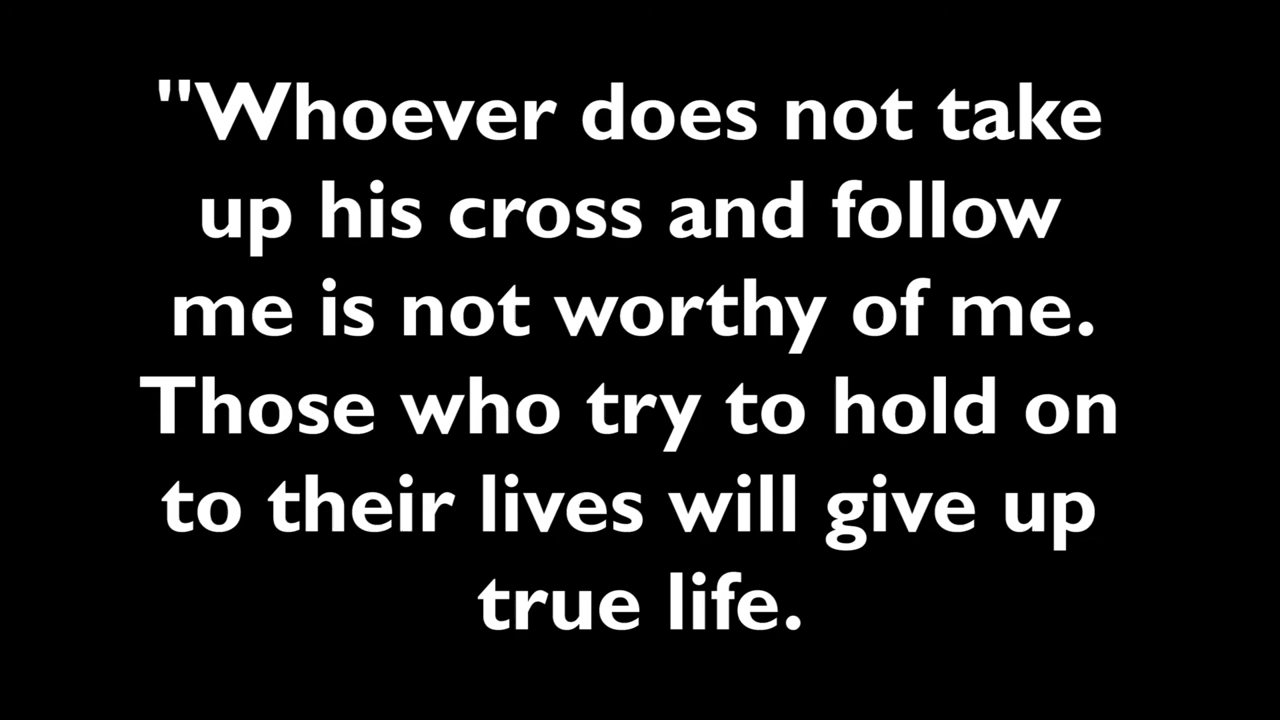 "Whoever does not take
up his cross and follow
me is not worthy of me.
Those who try to hold on
to their lives will give up
true life.